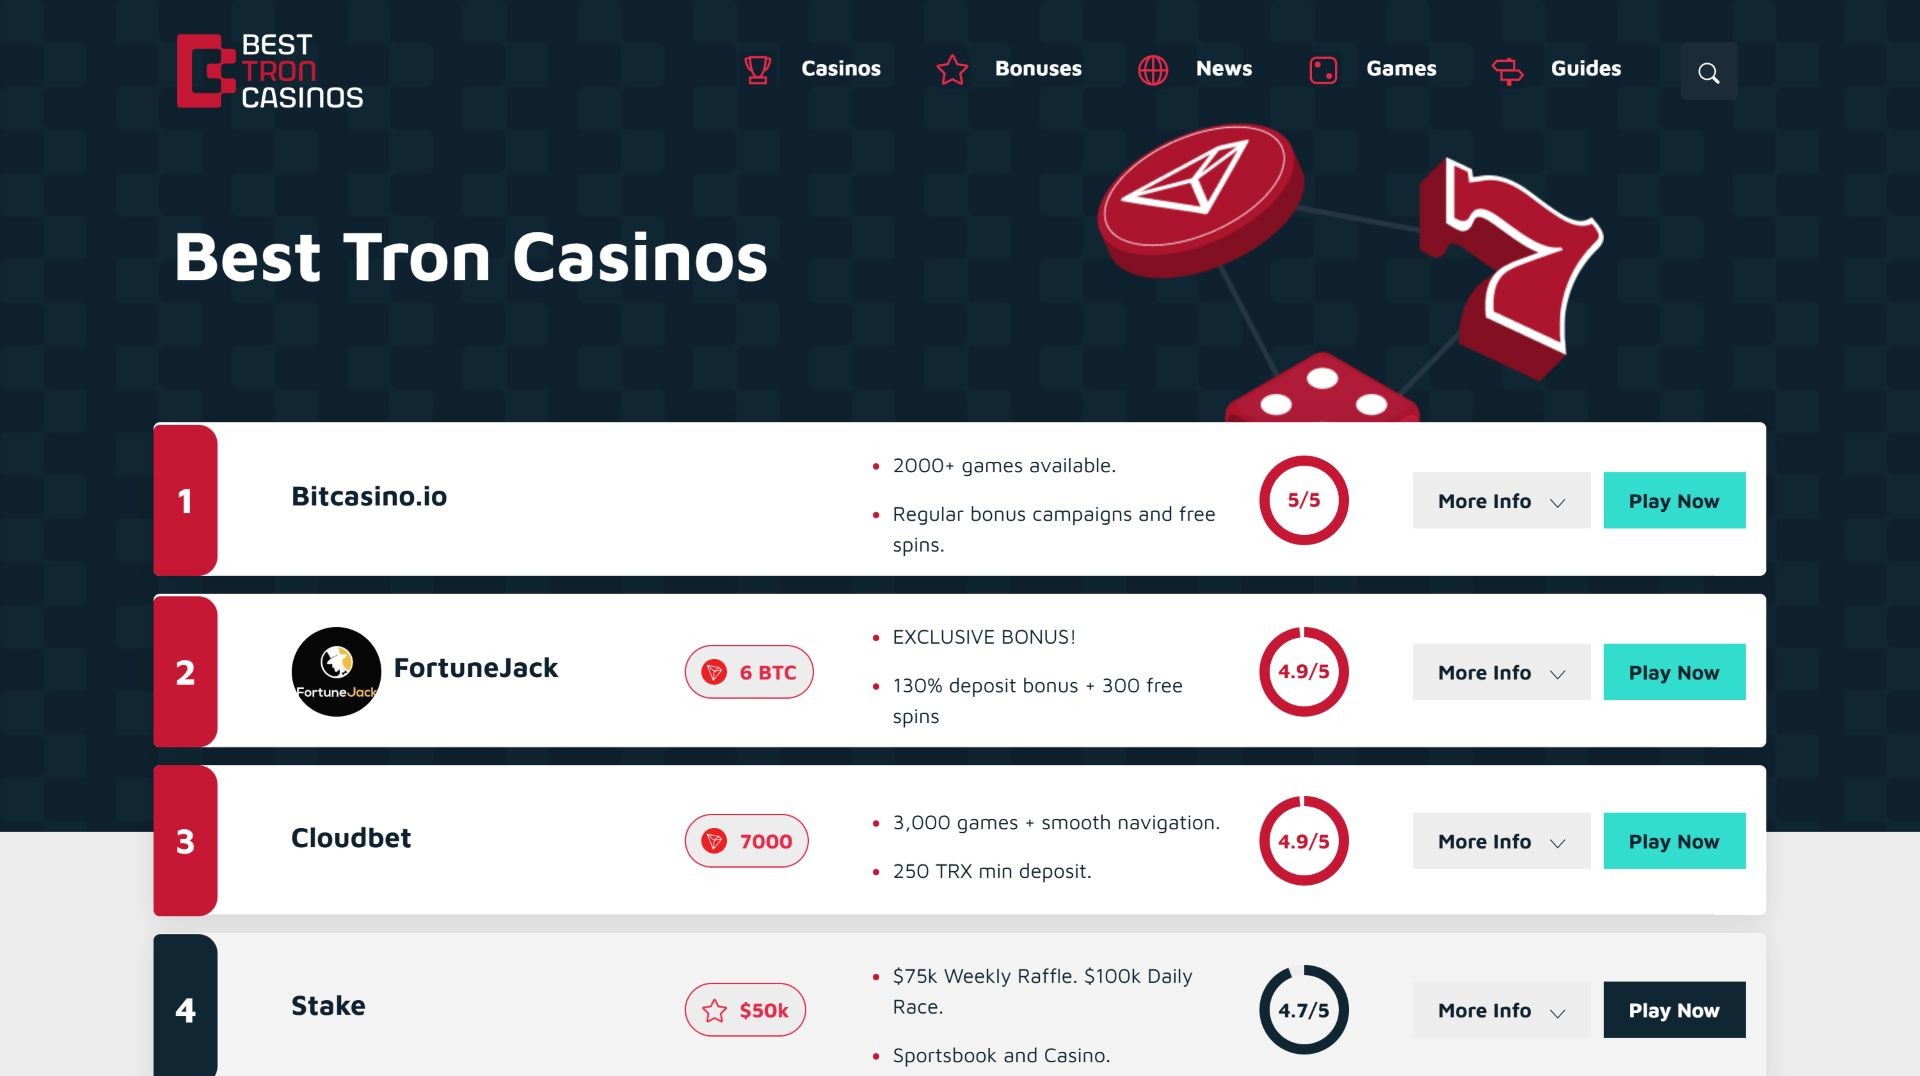 BEST
TRON
CASINOS
Casinos
Bonuses
News
Games
Guides
Best Tron Casinos
1
Bitcasino.io
2000+ games available.
Regular bonus campaigns and free
spins.
5/5
More Info
Play Now
2
FortuneJack
FortuneJack
6 BTC
EXCLUSIVE BONUS!
130% deposit bonus + 300 free
spins
4.9/5
More Info
Play Now
3
Cloudbet
7000
3,000 games + smooth navigation.
250 TRX min deposit.
4.9/5
More Info
Play Now
4
Stake
$50k
$75k Weekly Raffle. $100k Daily
Race.
Sportsbook and Casino.
4.7/5
More Info
Play Now